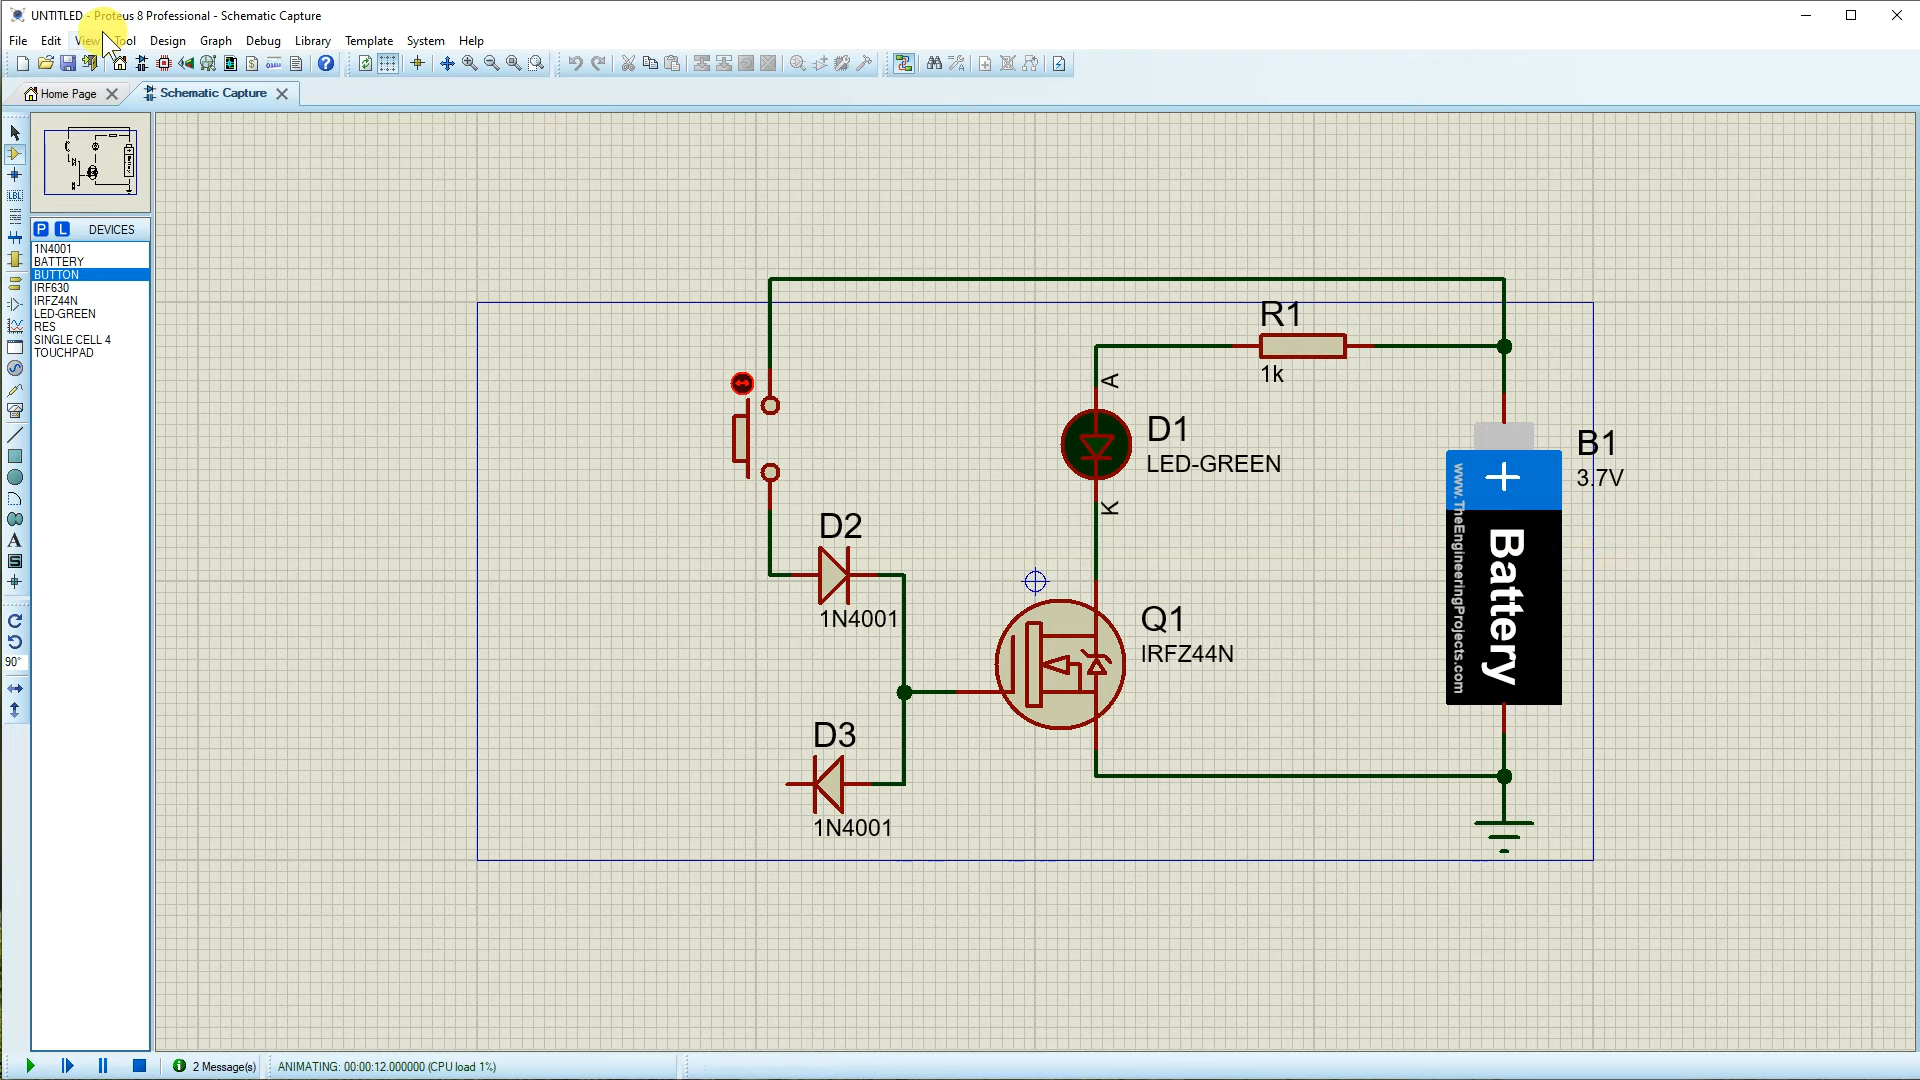 UNTITLED - Proteus 8 Professional - Schematic Capture
File Edit View Tool Design Graph Debug Library Template System Help
Home Page Schematic Capture
LBL
P L DEVICES
1N4001
BATTERY
BUTTON
IRF630
IRFZ44N
LED-GREEN
RES
SINGLE CELL 4
TOUCHPAD
A
S
90°
R1
1k
A
D1
LED-GREEN
K
B1
3.7V
www.TheEngineeringProjects.com
Battery
D2
1N4001
Q1
IRFZ44N
D3
1N4001
2 Message(s) ANIMATING: 00:00:12.000000 (CPU load 1%)